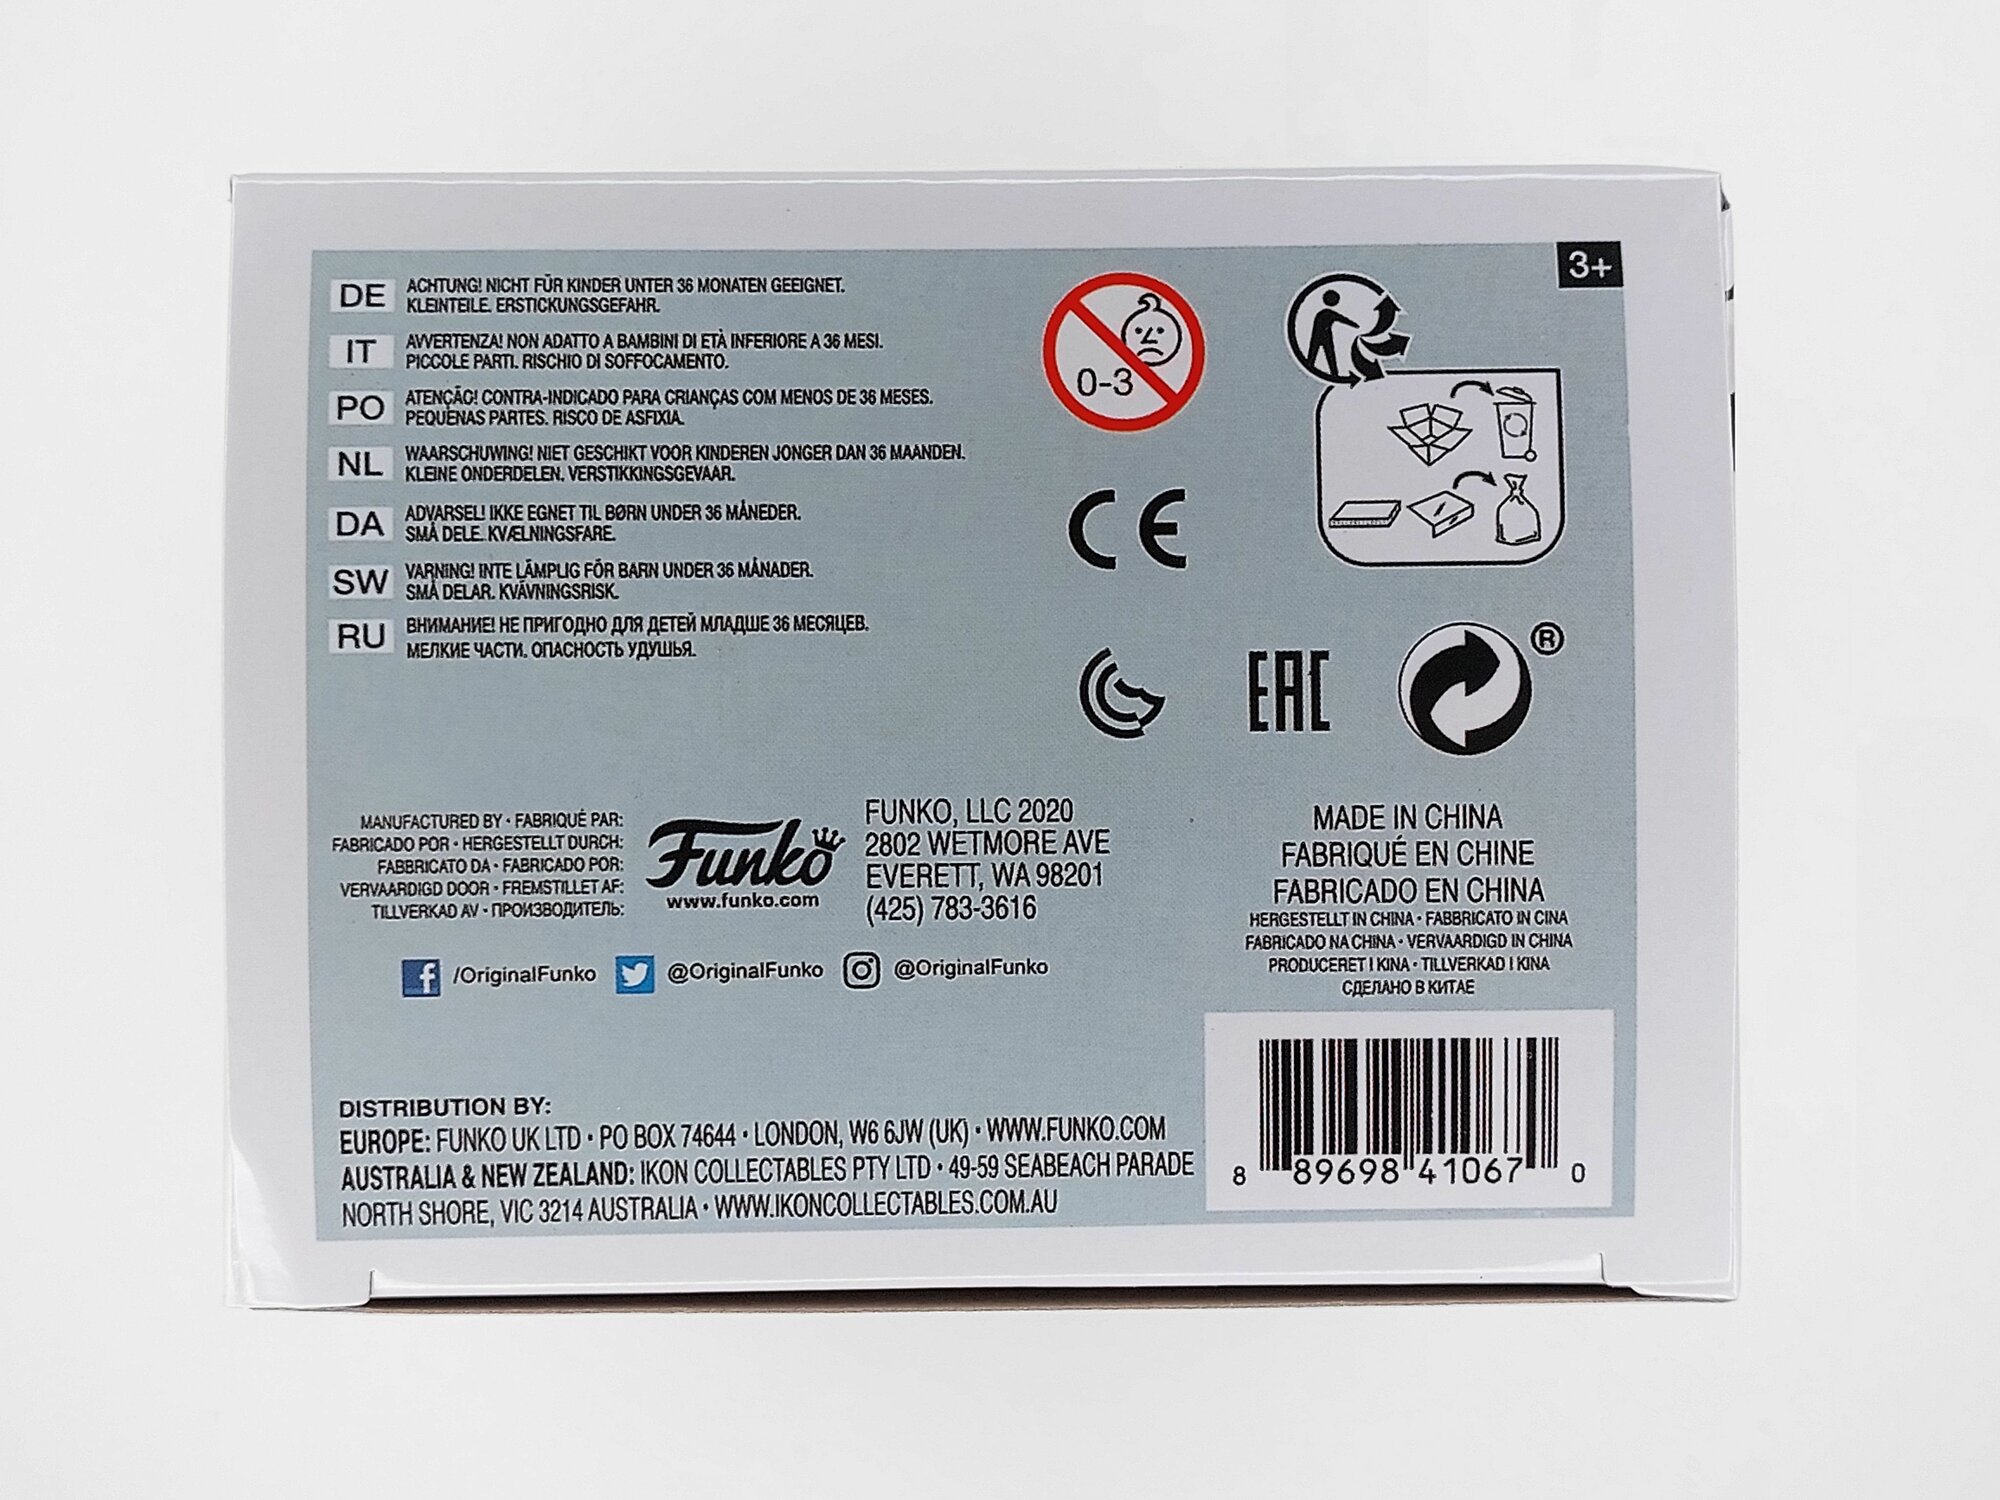 3+
DE ACHTUNG! NICHT FÜR KINDER UNTER 36 MONATEN GEEIGNET.
KLEINTEILE. ERSTICKUNGSGEFAHR.
IT AVVERTENZA! NON ADATTO A BAMBINI DI ETÀ INFERIORE A 36 MESI.
PICCOLE PARTI. RISCHIO DI SOFFOCAMENTO.
PO ATENÇÃO! CONTRA-INDICADO PARA CRIANÇAS COM MENOS DE 36 MESES.
PEQUENAS PARTES. RISCO DE ASFIXIA.
NL WAARSCHUWING! NIET GESCHIKT VOOR KINDEREN JONGER DAN 36 MAANDEN.
KLEINE ONDERDELEN. VERSTIKKINGSGEVAAR.
DA ADVARSEL! IKKE EGNET TIL BØRN UNDER 36 MÅNEDER.
SMÅ DELE. KVÆLNINGSFARE.
SW VARNING! INTE LÄMPLIG FÖR BARN UNDER 36 MÅNADER.
SMÅ DELAR. KVÄVNINGSRISK.
RU ВНИМАНИЕ! НЕ ПРИГОДНО ДЛЯ ДЕТЕЙ МЛАДШЕ 36 МЕСЯЦЕВ.
МЕЛКИЕ ЧАСТИ. ОПАСНОСТЬ УДУШЬЯ.
0-3
CE
EAC
®
MANUFACTURED BY • FABRIQUÉ PAR:
FABRICADO POR • HERGESTELLT DURCH:
FABBRICATO DA • FABRICADO POR:
VERVAARDIGD DOOR • FREMSTILLET AF:
TILLVERKAD AV • ПРОИЗВОДИТЕЛЬ:
Funko
www.funko.com
FUNKO, LLC 2020
2802 WETMORE AVE
EVERETT, WA 98201
(425) 783-3616
MADE IN CHINA
FABRIQUÉ EN CHINE
FABRICADO EN CHINA
HERGESTELLT IN CHINA • FABBRICATO IN CINA
FABRICADO NA CHINA • VERVAARDIGD IN CHINA
PRODUCERET I KINA • TILLVERKAD I KINA
СДЕЛАНО В КИТАЕ
/OriginalFunko @OriginalFunko @OriginalFunko
DISTRIBUTION BY:
EUROPE: FUNKO UK LTD • PO BOX 74644 • LONDON, W6 6JW (UK) • WWW.FUNKO.COM
AUSTRALIA & NEW ZEALAND: IKON COLLECTABLES PTY LTD • 49-59 SEABEACH PARADE
NORTH SHORE, VIC 3214 AUSTRALIA • WWW.IKONCOLLECTABLES.COM.AU
8 89698 41067 0